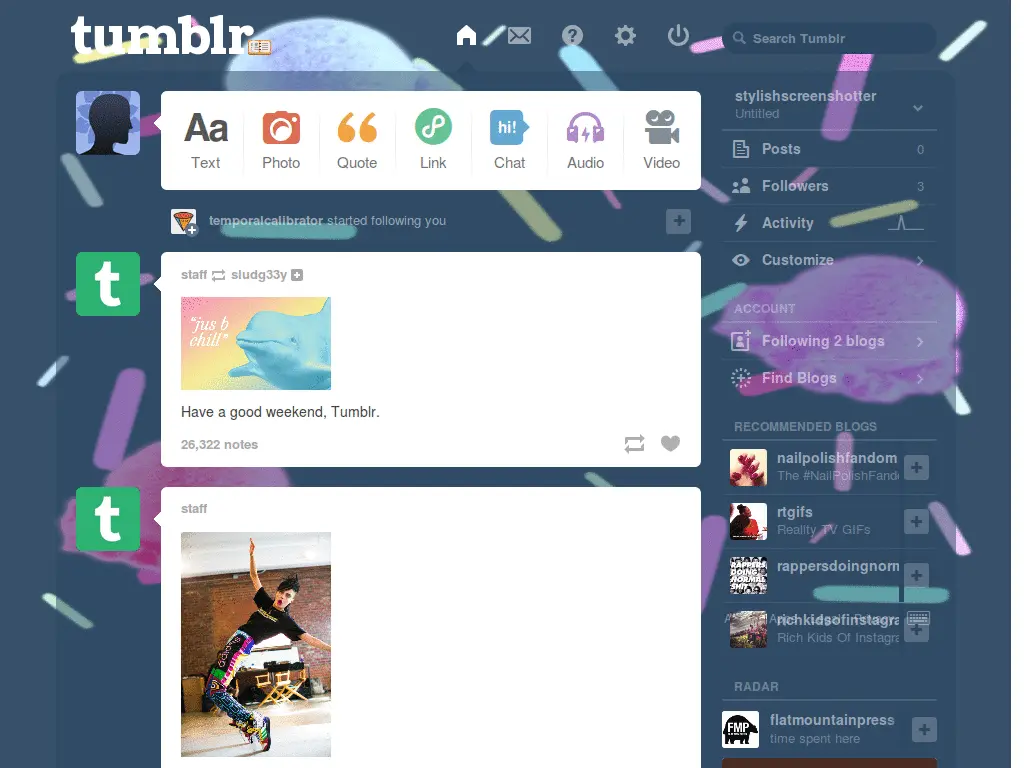 tumblr
Search Tumblr
stylishscreenshotter
Untitled
Aa
hi!
Text
Photo
Quote
Link
Chat
Audio
Video
Posts 0
Followers 3
Activity
Customize
temporalcalibrator started following you
staff sludg33y
"jus b
chill"
Have a good weekend, Tumblr.
26,322 notes
ACCOUNT
Following 2 blogs
Find Blogs
RECOMMENDED BLOGS
nailpolishfandom
The #NailPolishFand
rtgifs
Reality TV GIFs
RAPPERS
DOING
NORMAL
SHIT
rappersdoingnorm
richkidsofinstagra
Rich Kids Of Instagra
t
t
staff
adidas
RADAR
FMP
flatmountainpress
time spent here